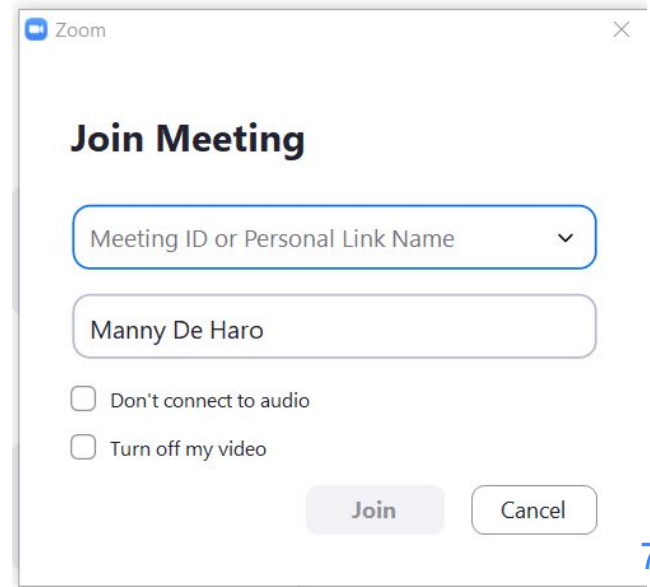 Zoom
Join Meeting
Meeting ID or Personal Link Name
Manny De Haro
Don't connect to audio
Turn off my video
Join Cancel
7